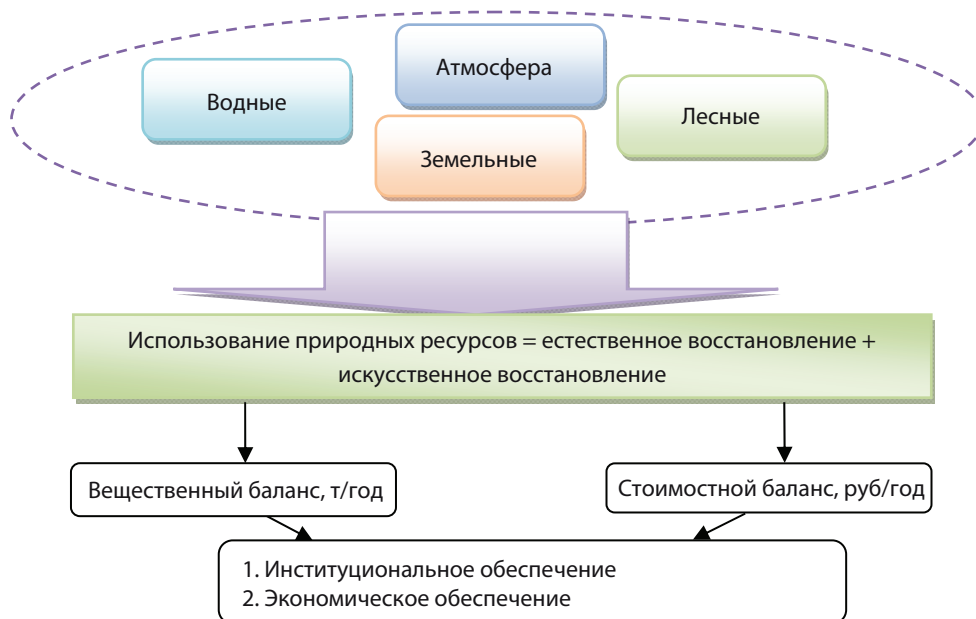 Атмосфера
Водные
Лесные
Земельные
Использование природных ресурсов = естественное восстановление +
искусственное восстановление
Вещественный баланс, т/год
Стоимостной баланс, руб/год
1. Институциональное обеспечение
2. Экономическое обеспечение